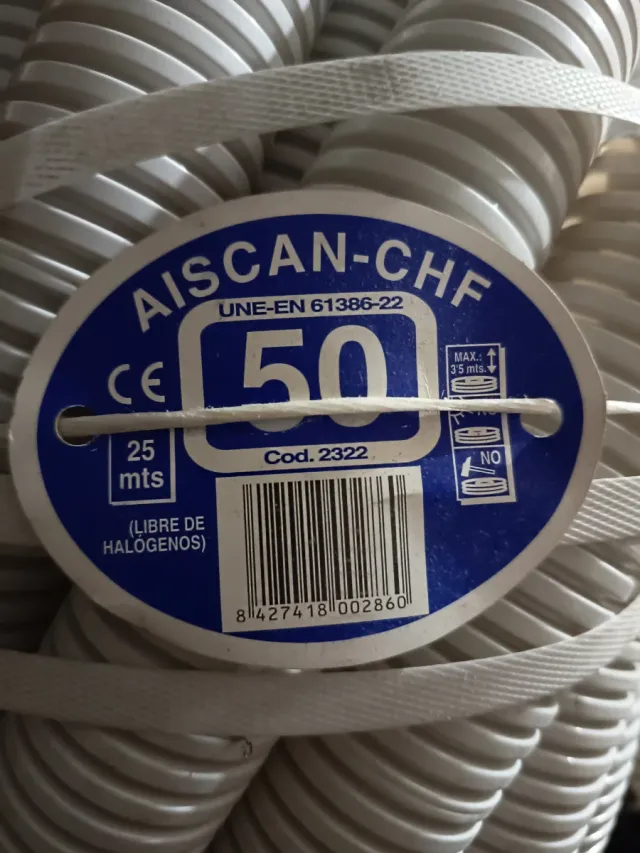 AISCAN-CHF
UNE-EN 61386-22
50
CE
MAX.:
3'5 mts.
25
mts
Cod. 2322
NO
(LIBRE DE
HALÓGENOS)
8 427418 002860